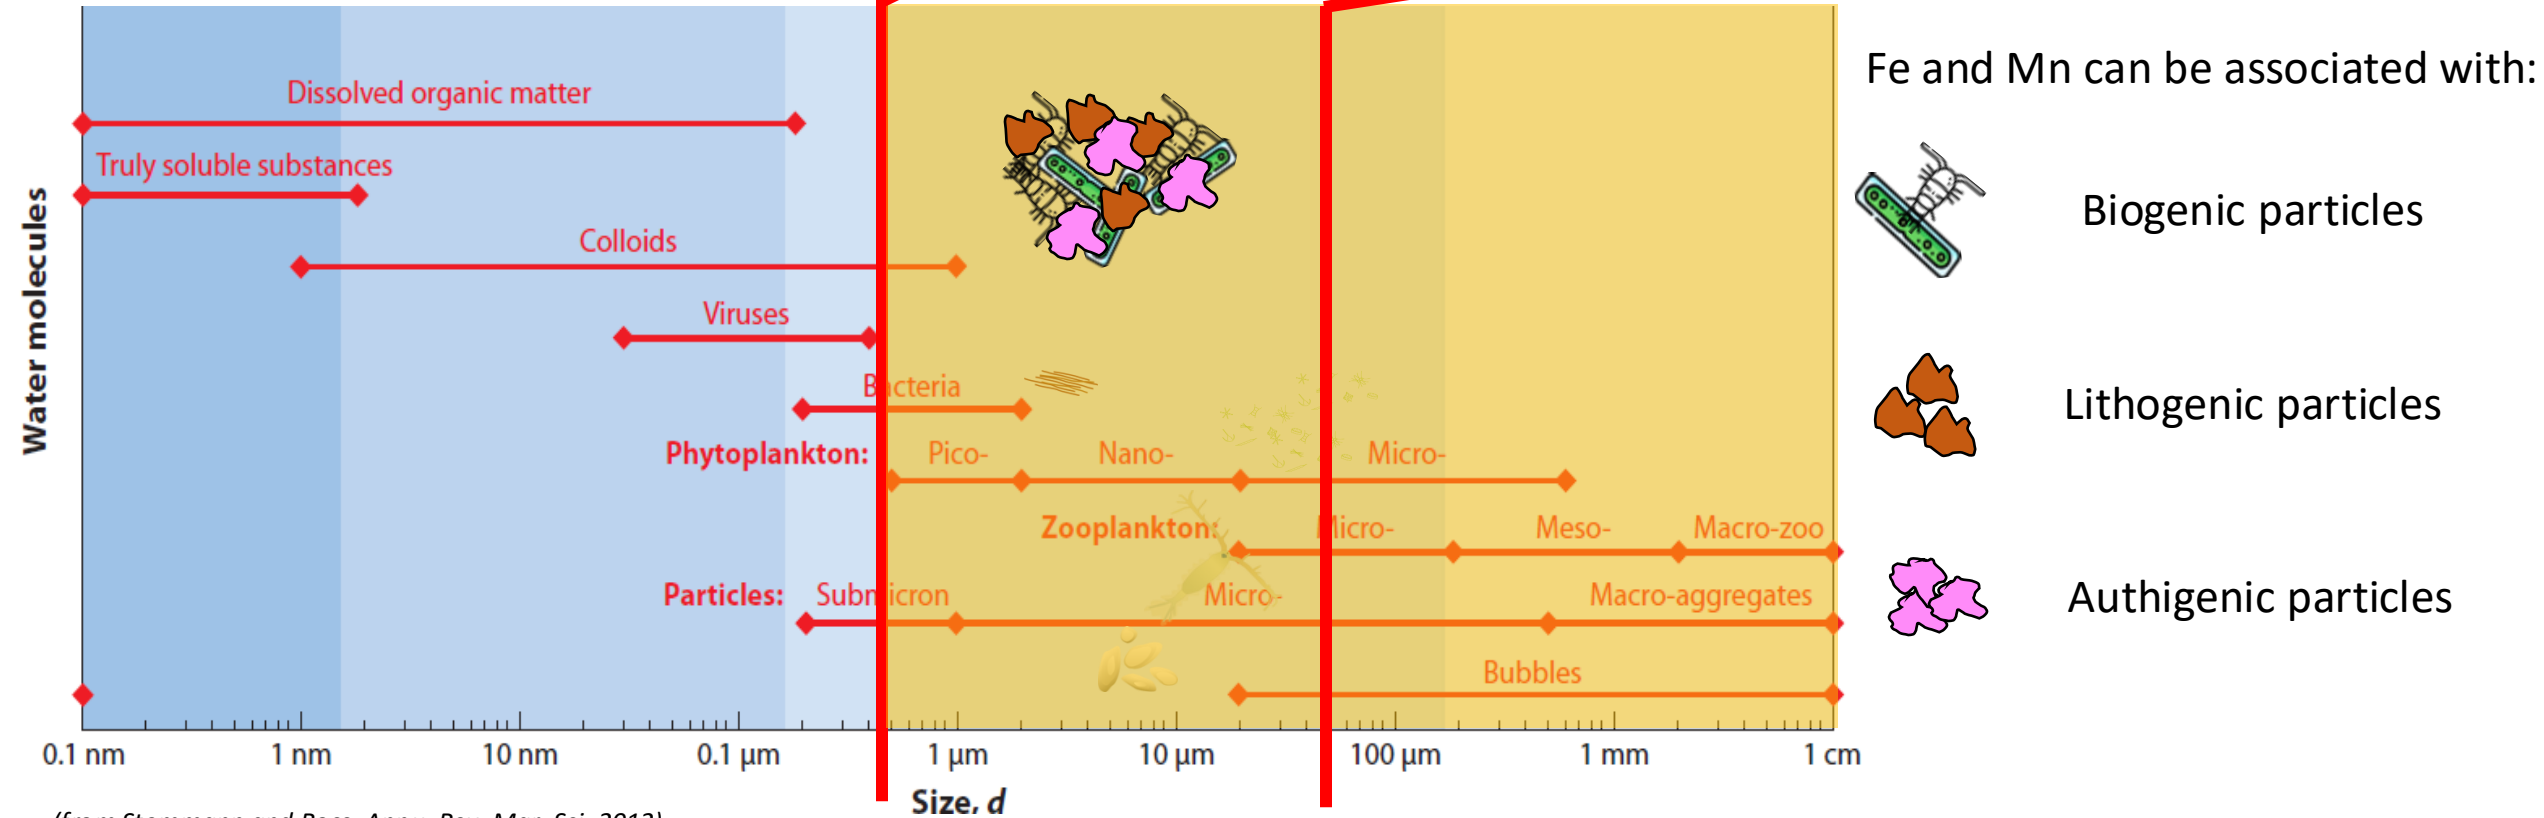 Fe and Mn can be associated with:
Dissolved organic matter
Truly soluble substances
Colloids
Viruses
Bacteria
Phytoplankton: Pico- Nano- Micro-
Zooplankton: Micro- Meso- Macro-zoo
Particles: Submicron Micro- Macro-aggregates
Bubbles
Water molecules
0.1 nm 1 nm 10 nm 0.1 µm 1 µm 10 µm 100 µm 1 mm 1 cm
Size, d
Biogenic particles
Lithogenic particles
Authigenic particles